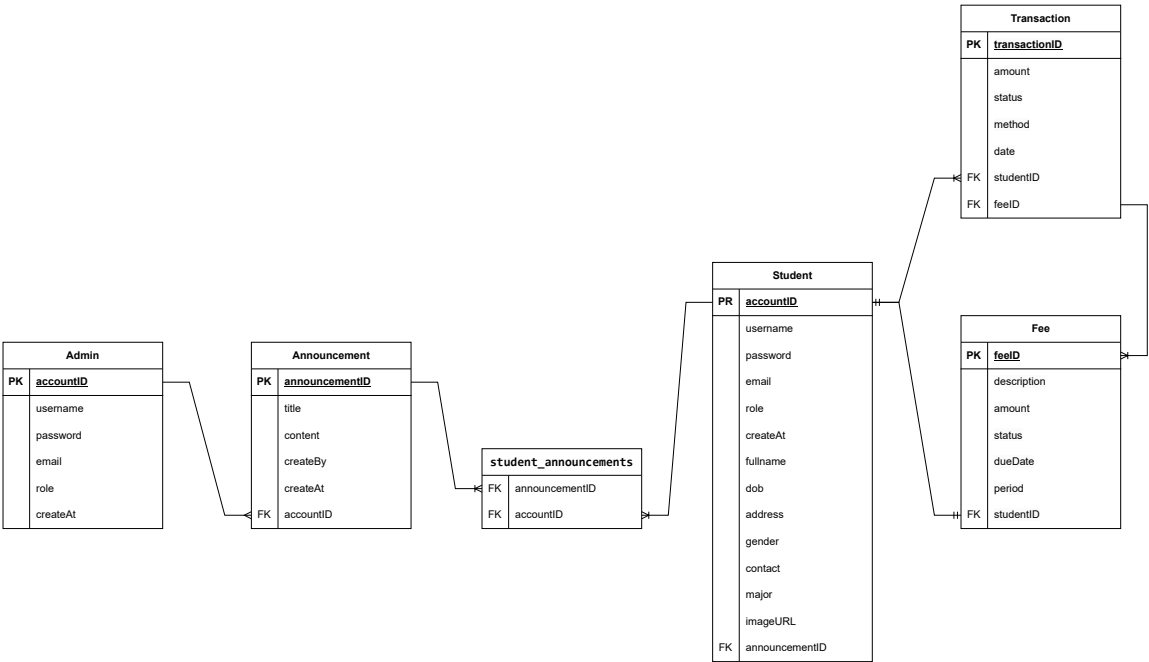 Transaction
PK transactionID
amount
status
method
date
FK studentID
FK feeID
Student
PR accountID
username
password
email
role
createAt
fullname
dob
address
gender
contact
major
imageURL
FK announcementID
Fee
PK feeID
description
amount
status
dueDate
period
FK studentID
Admin
PK accountID
username
password
email
role
createAt
Announcement
PK announcementID
title
content
createBy
createAt
FK accountID
student_announcements
FK announcementID
FK accountID